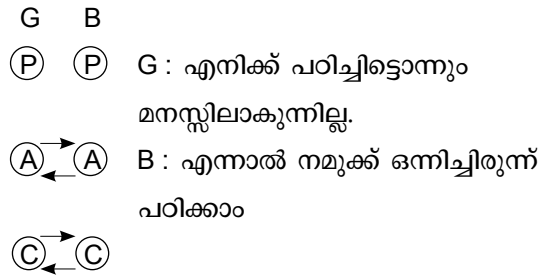 G B
P P G : എനിക്ക് പഠിച്ചിട്ടൊന്നും
മനസ്സിലാകുന്നില്ല.
A A B : എന്നാൽ നമുക്ക് ഒന്നിച്ചിരുന്ന്
പഠിക്കാം
C C